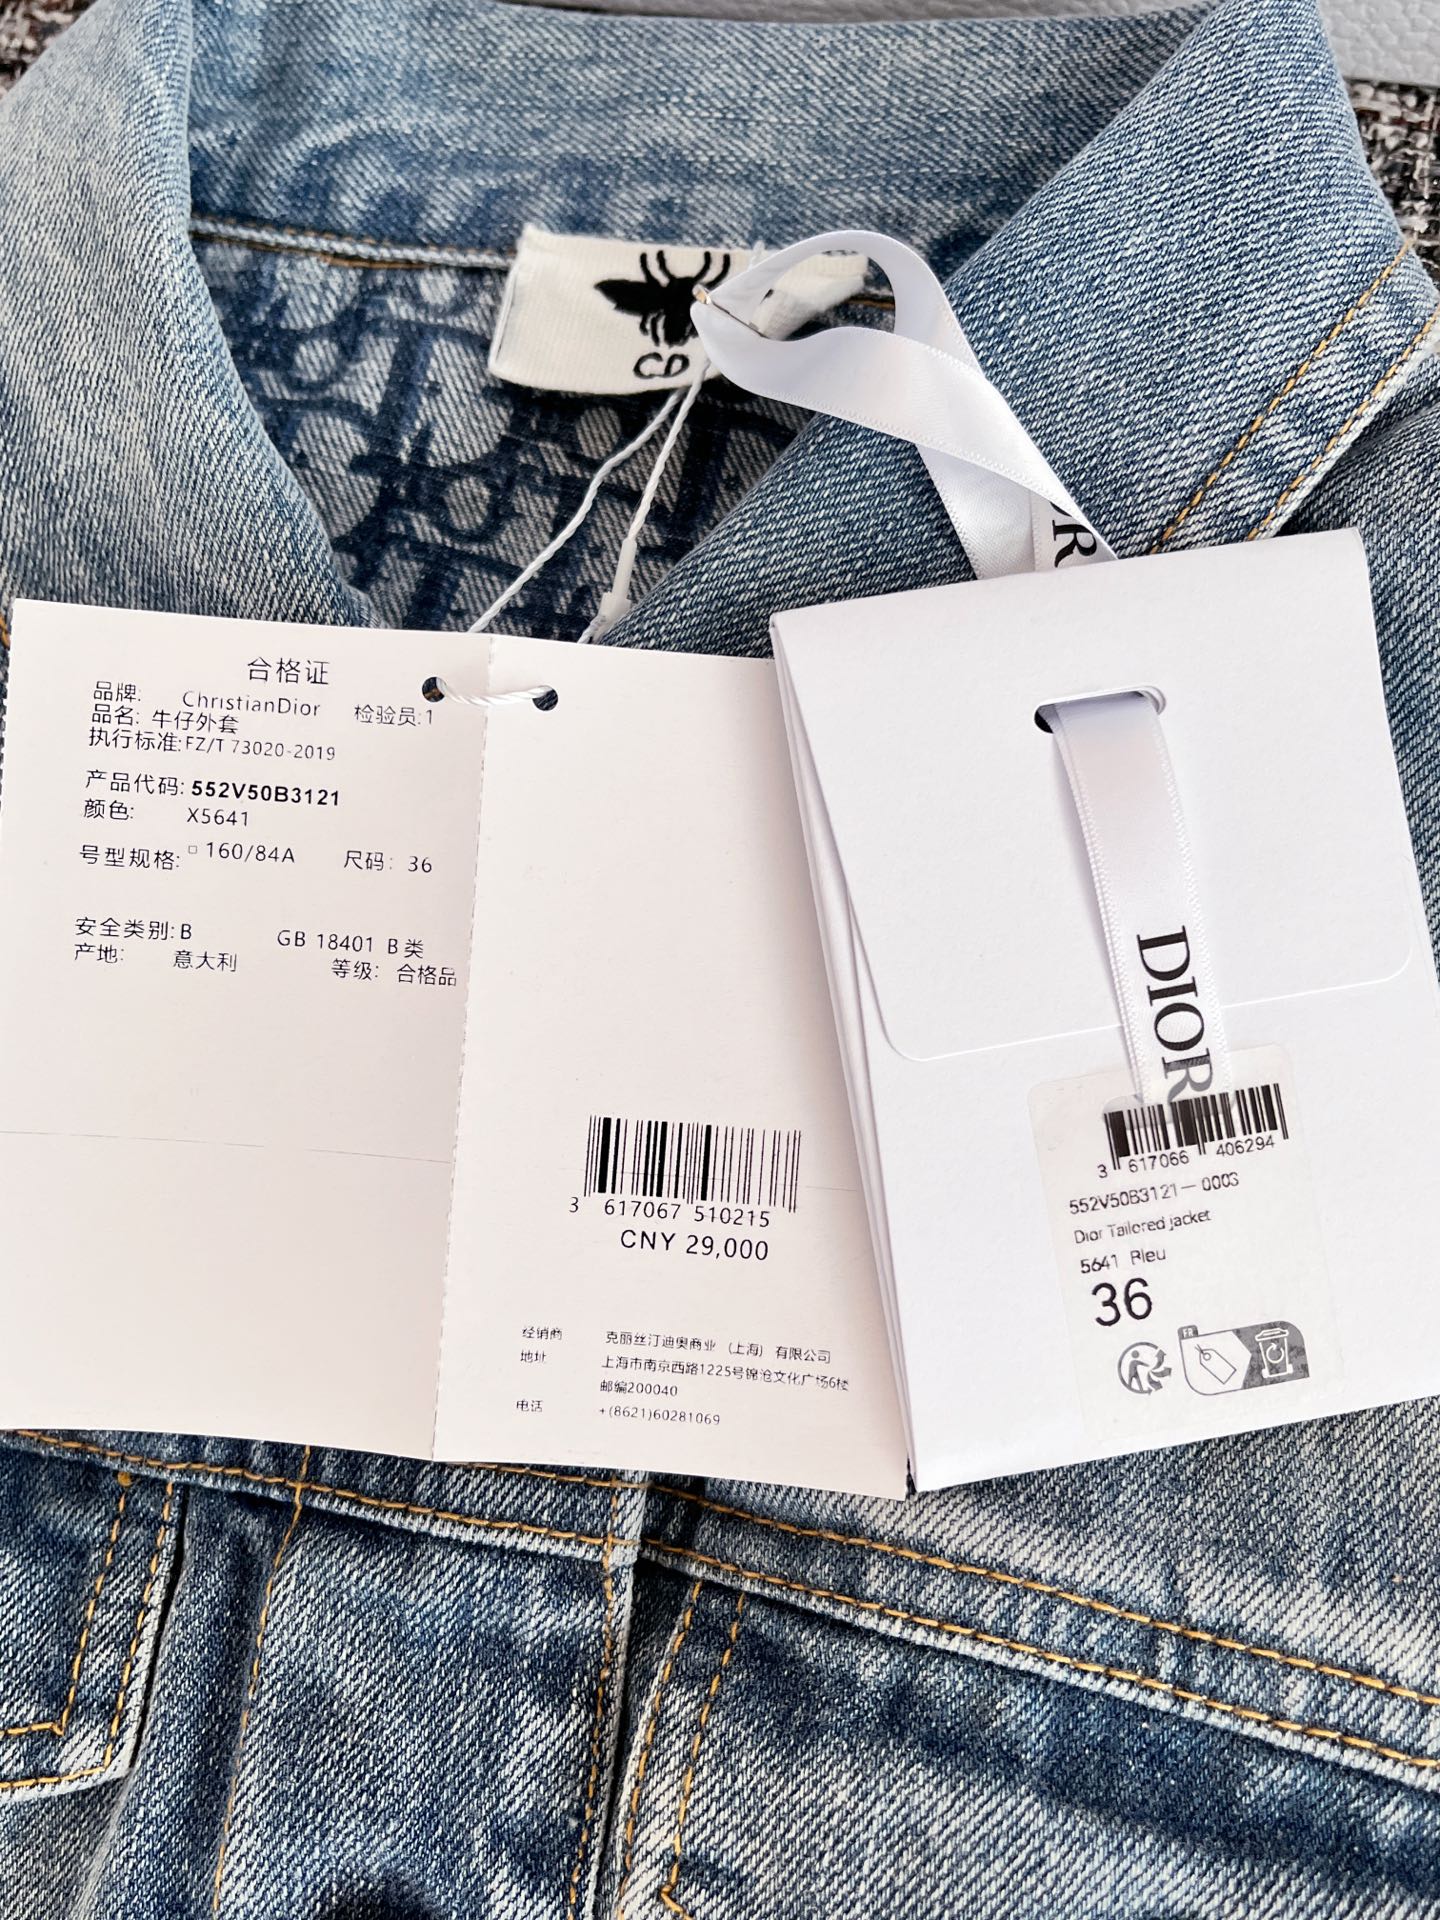 CD
DIOR
合格证
品牌: ChristianDior 检验员:1
品名: 牛仔外套
执行标准:FZ/T 73020-2019
产品代码: 552V50B3121
颜色: X5641
号型规格: □ 160/84A 尺码: 36
安全类别:B GB 18401 B类
产地: 意大利 等级: 合格品
3 617067 510215
CNY 29,000
经销商 克丽丝汀迪奥商业 (上海) 有限公司
地址 上海市南京西路1225号锦沧文化广场6楼
邮编200040
电话 +(8621)60281069
DIOR
3 617066 406294
552V50B3121-0003
Dior Tailored jacket
5641 Bleu
36
FR